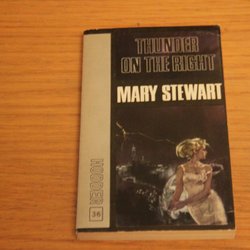 THUNDER
ON THE RIGHT
MARY STEWART
HODDER
36